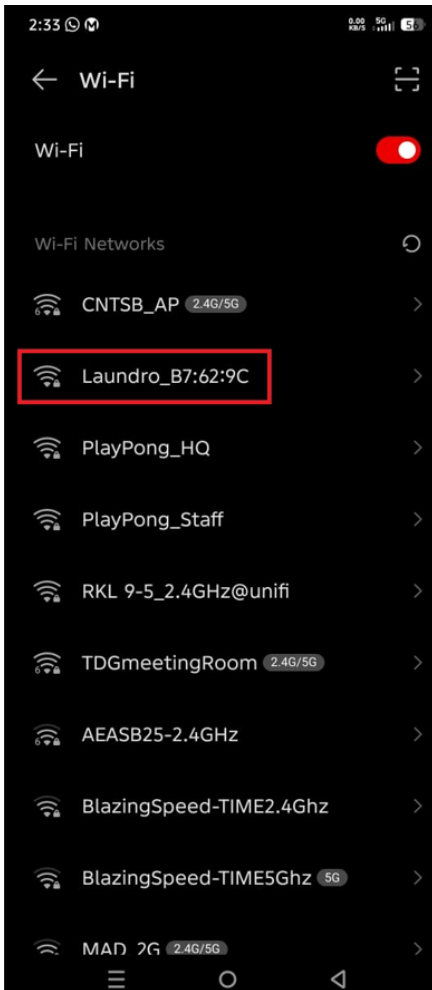 2:33
0.00 KB/S 5G
Wi-Fi
Wi-Fi
Wi-Fi Networks
CNTSB_AP 2.4G/5G
Laundro_B7:62:9C
PlayPong_HQ
PlayPong_Staff
RKL 9-5_2.4GHz@unifi
TDGmeetingRoom 2.4G/5G
AEASB25-2.4GHz
BlazingSpeed-TIME2.4Ghz
BlazingSpeed-TIME5Ghz 5G
MAD_2G 2.4G/5G